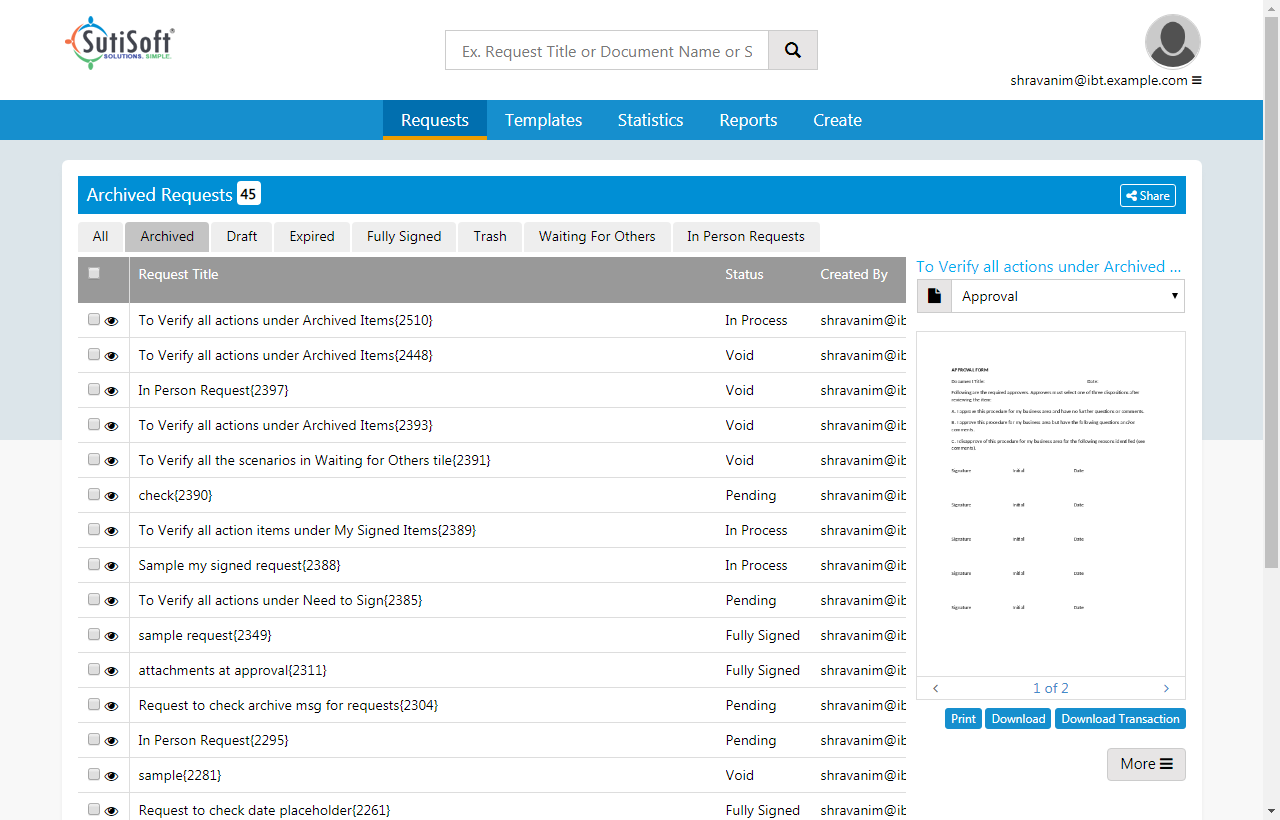 SutiSoft®
SOLUTIONS. SIMPLE.
Ex. Request Title or Document Name or S
shravanim@ibt.example.com
Requests Templates Statistics Reports Create
Archived Requests 45
Share
All Archived Draft Expired Fully Signed Trash Waiting For Others In Person Requests
Request Title Status Created By
To Verify all actions under Archived Items{2510} In Process shravanim@ib
To Verify all actions under Archived Items{2448} Void shravanim@ib
In Person Request{2397} Void shravanim@ib
To Verify all actions under Archived Items{2393} Void shravanim@ib
To Verify all the scenarios in Waiting for Others tile{2391} Void shravanim@ib
check{2390} Pending shravanim@ib
To Verify all action items under My Signed Items{2389} In Process shravanim@ib
Sample my signed request{2388} In Process shravanim@ib
To Verify all actions under Need to Sign{2385} Pending shravanim@ib
sample request{2349} Fully Signed shravanim@ib
attachments at approval{2311} Fully Signed shravanim@ib
Request to check archive msg for requests{2304} Pending shravanim@ib
In Person Request{2295} Pending shravanim@ib
sample{2281} Void shravanim@ib
Request to check date placeholder{2261} Fully Signed shravanim@ib
To Verify all actions under Archived ...
Approval
APPROVAL FORM
Document Title: Date:
Following are the required approvers. Approvers must select one of three dispositions after
reviewing the item:
A. I approve this procedure for my business area and have no further questions or comments.
B. I approve this procedure for my business area but have the following questions and/or
comments.
C. I disapprove of this procedure for my business area for the following reasons identified (see
comments).
Signature Initial Date
Signature Initial Date
Signature Initial Date
Signature Initial Date
Signature Initial Date
1 of 2
Print Download Download Transaction
More